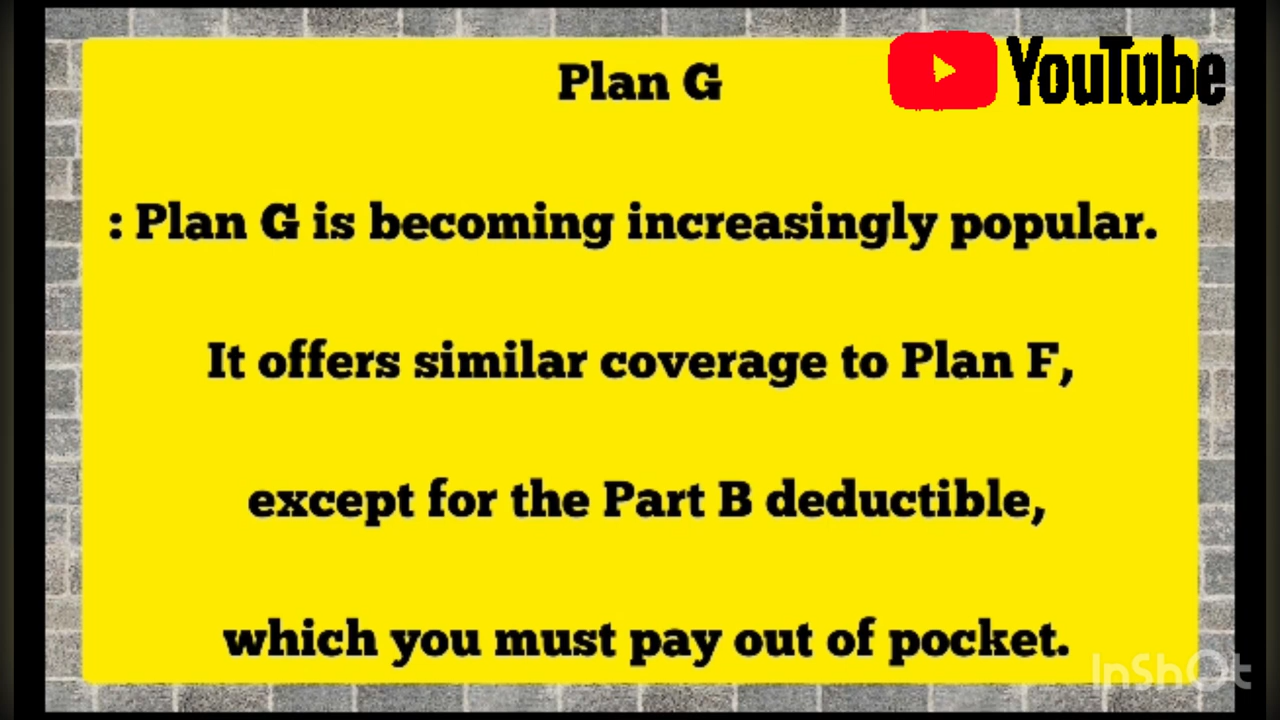 Plan G
YouTube
: Plan G is becoming increasingly popular.
It offers similar coverage to Plan F,
except for the Part B deductible,
which you must pay out of pocket.
InShOt